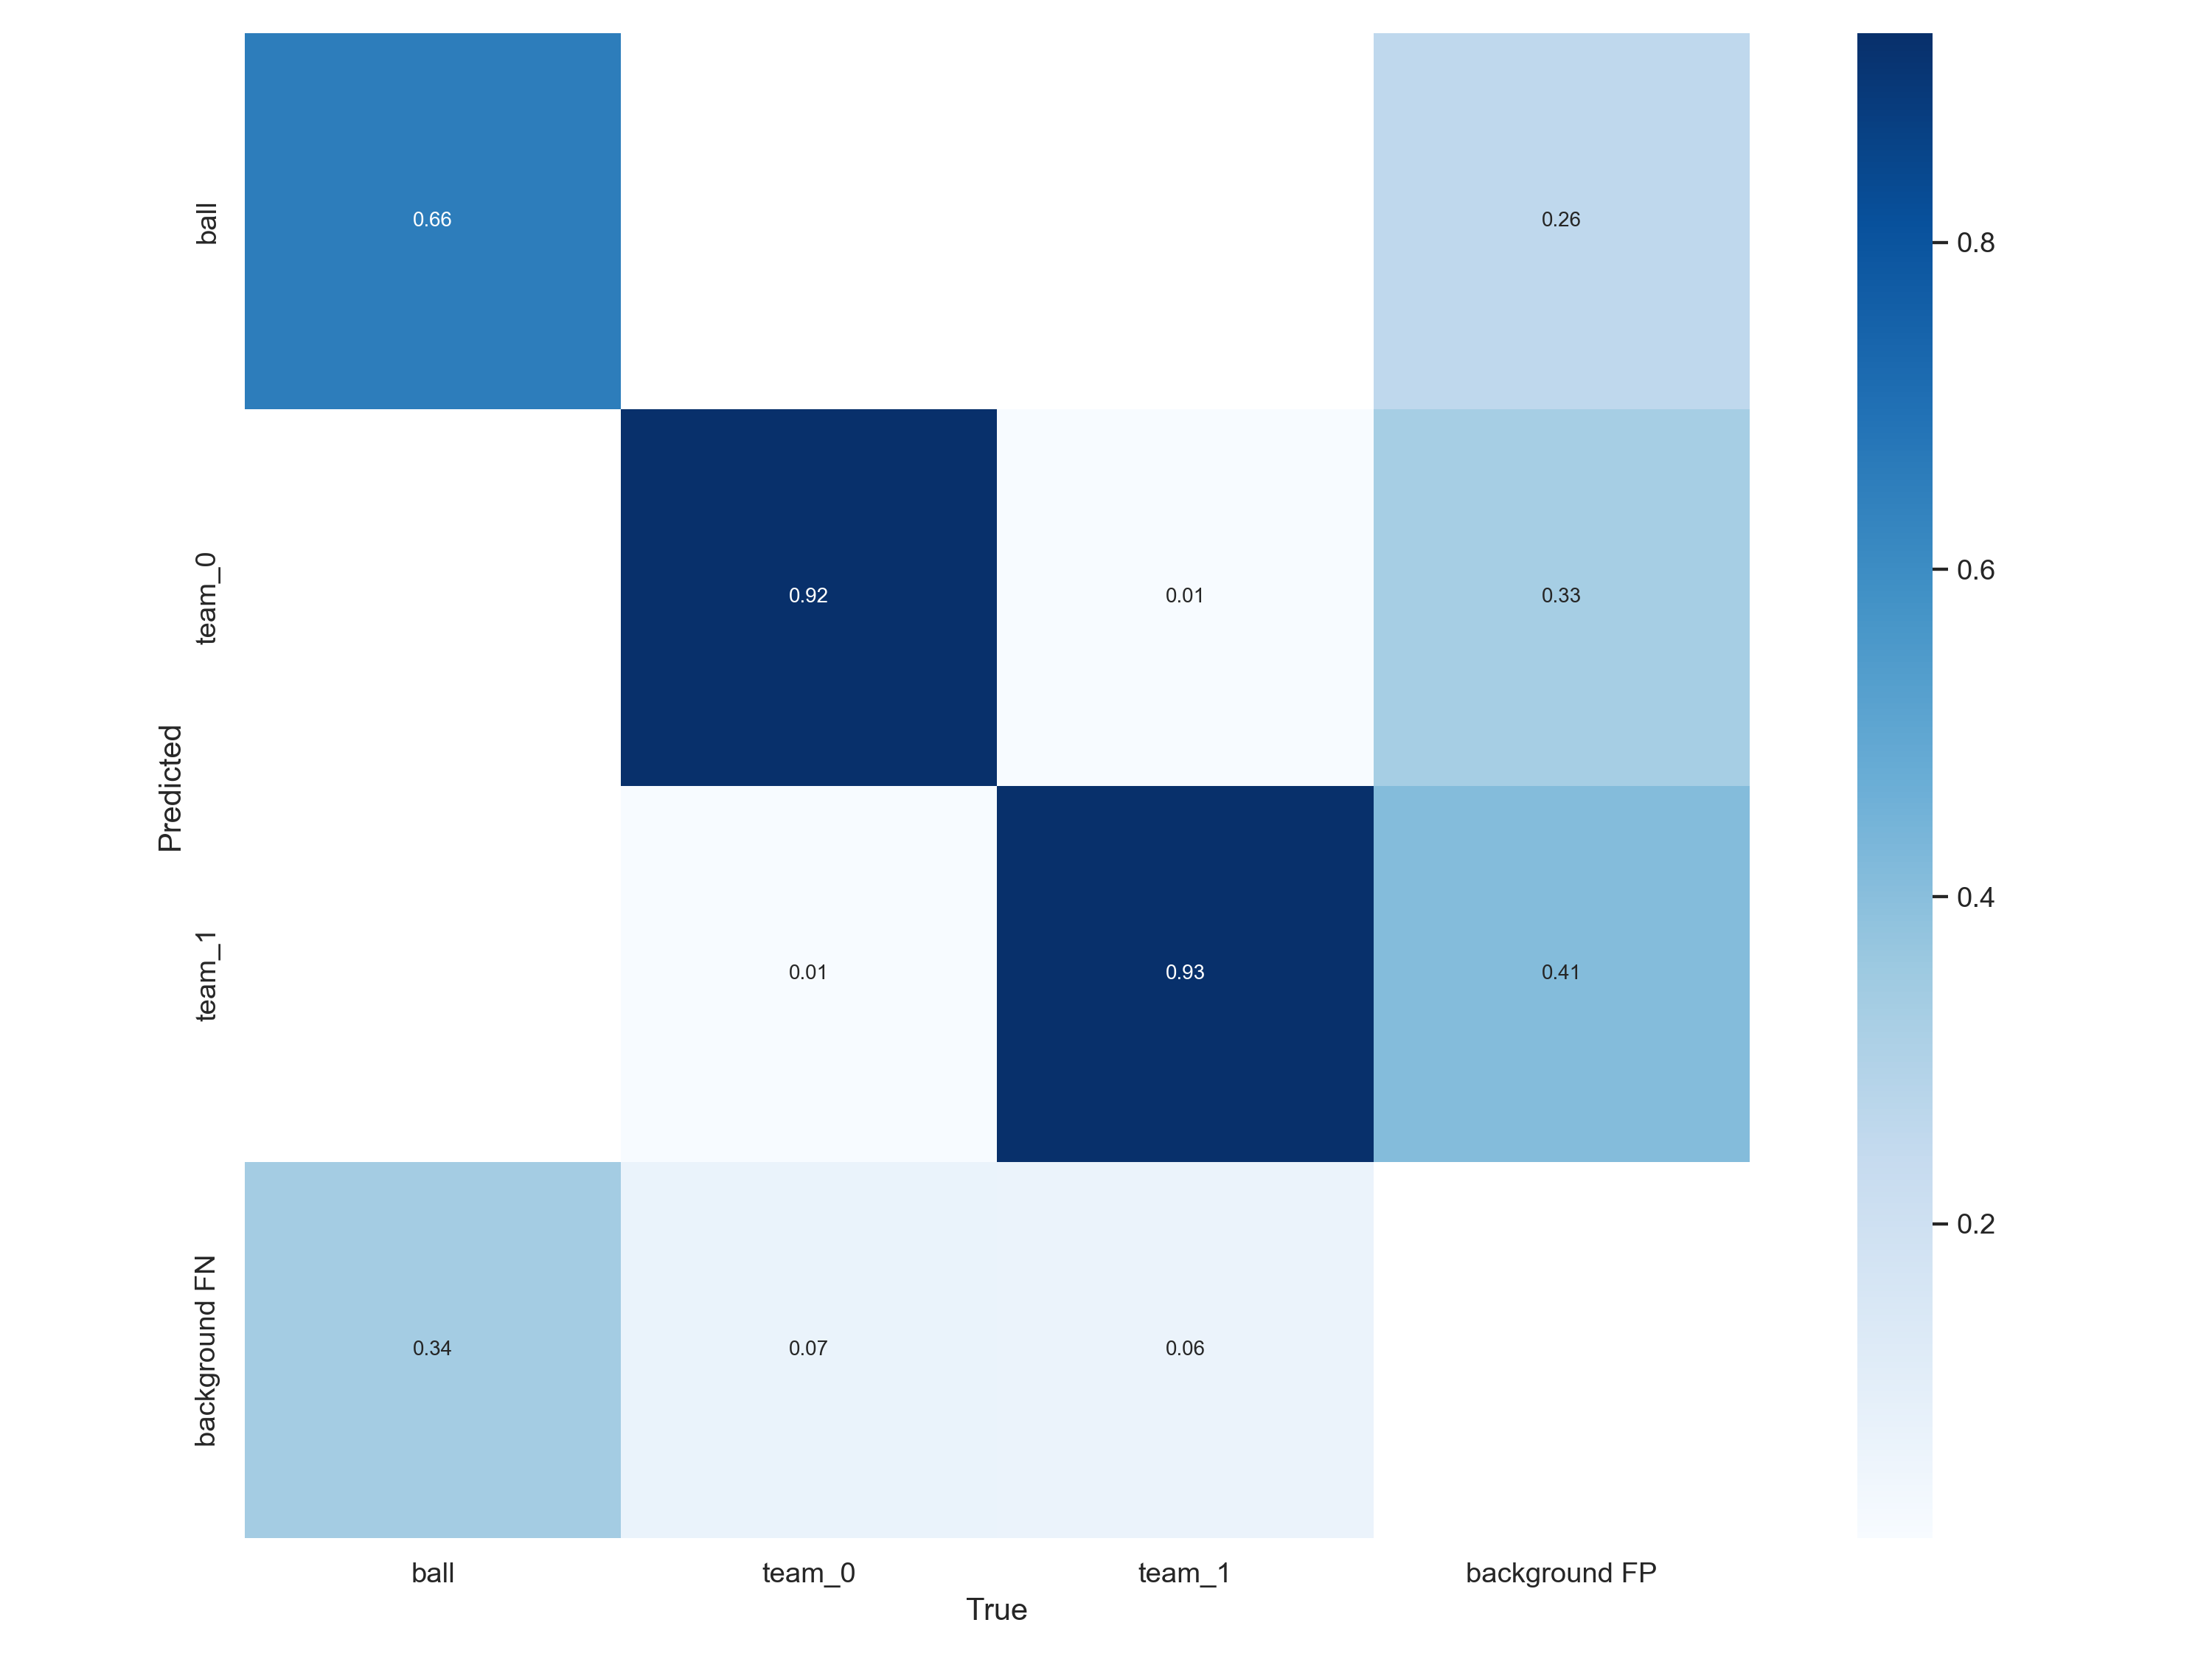 ball
0.66
0.26
0.8
team_0
0.92
0.01
0.33
0.6
Predicted
team_1
0.01
0.93
0.41
0.4
background FN
0.34
0.07
0.06
0.2
ball
team_0
team_1
background FP
True